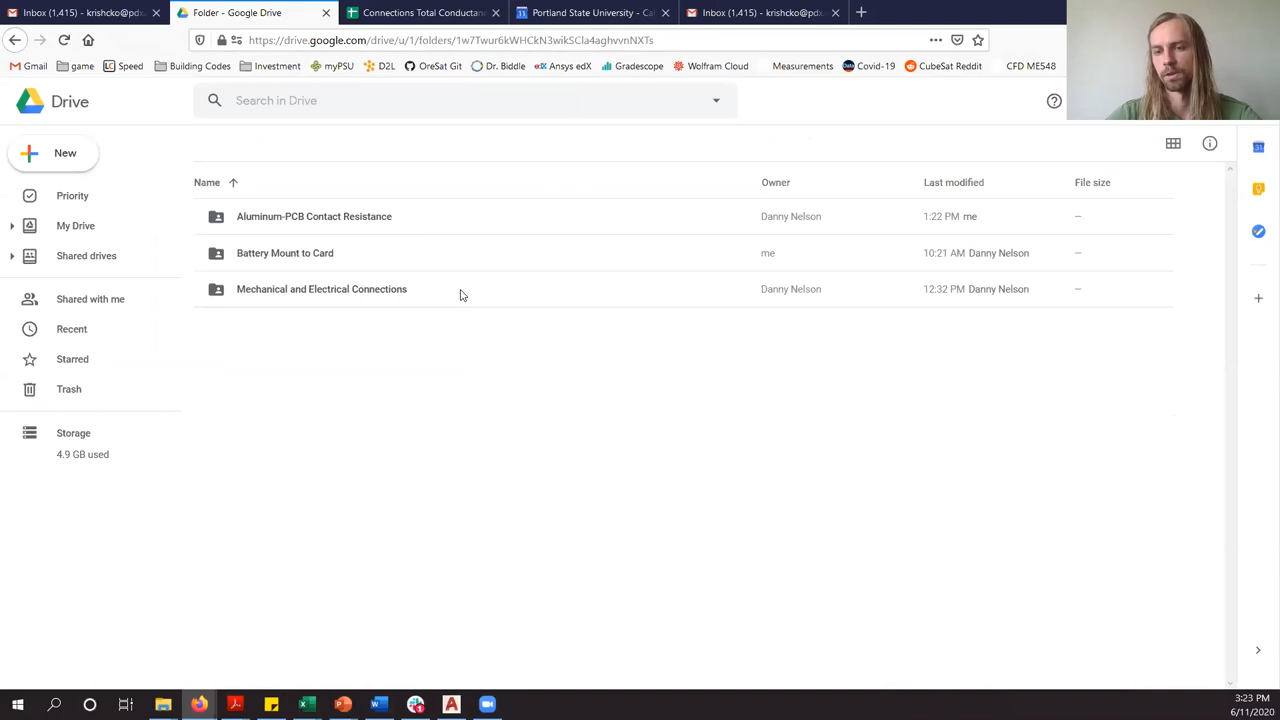 Inbox (1,415) - krishcko@pdx
Folder - Google Drive
Connections Total Conductanc
Portland State University - Cal
Inbox (1,415) - krishcko@pdx
https://drive.google.com/drive/u/1/folders/1w7Twur6kWHCkN3wikSCla4aghvvnNXTs
Gmail
game
Speed
Building Codes
Investment
myPSU
D2L
OreSat Git
Dr. Biddle
Ansys edX
Gradescope
Wolfram Cloud
Measurements
Covid-19
CubeSat Reddit
CFD ME548
Drive
Search in Drive
New
Priority
My Drive
Shared drives
Shared with me
Recent
Starred
Trash
Storage
4.9 GB used
Name Owner Last modified File size
Aluminum-PCB Contact Resistance Danny Nelson 1:22 PM me –
Battery Mount to Card me 10:21 AM Danny Nelson –
Mechanical and Electrical Connections Danny Nelson 12:32 PM Danny Nelson –
3:23 PM
6/11/2020